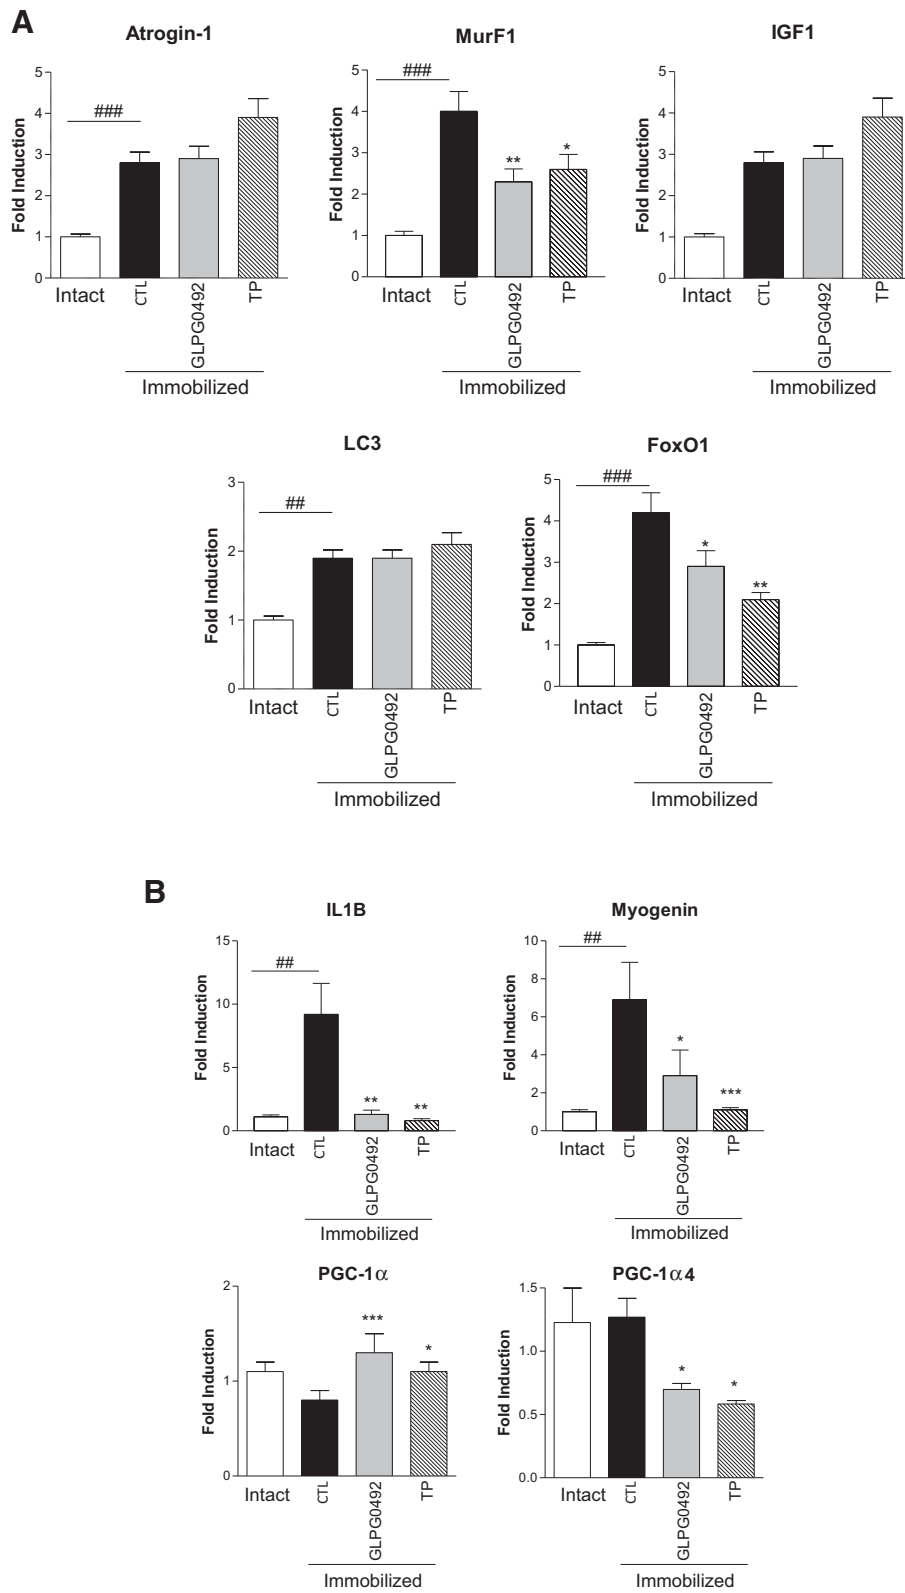 A
Atrogin-1
Fold Induction
5
4
3
2
1
0
###
Intact
CTL
GLPG0492
TP
Immobilized
MurF1
Fold Induction
5
4
3
2
1
0
###
**
*
Intact
CTL
GLPG0492
TP
Immobilized
IGF1
Fold Induction
5
4
3
2
1
0
Intact
CTL
GLPG0492
TP
Immobilized
LC3
Fold Induction
3
2
1
0
##
Intact
CTL
GLPG0492
TP
Immobilized
FoxO1
Fold Induction
5
4
3
2
1
0
###
*
**
Intact
CTL
GLPG0492
TP
Immobilized
B
IL1B
Fold Induction
15
10
5
0
##
**
**
Intact
CTL
GLPG0492
TP
Immobilized
Myogenin
Fold Induction
10
8
6
4
2
0
##
*
***
Intact
CTL
GLPG0492
TP
Immobilized
PGC-1α
Fold Induction
2
1
0
***
*
Intact
CTL
GLPG0492
TP
Immobilized
PGC-1α4
Fold Induction
1.5
1.0
0.5
0.0
*
*
Intact
CTL
GLPG0492
TP
Immobilized